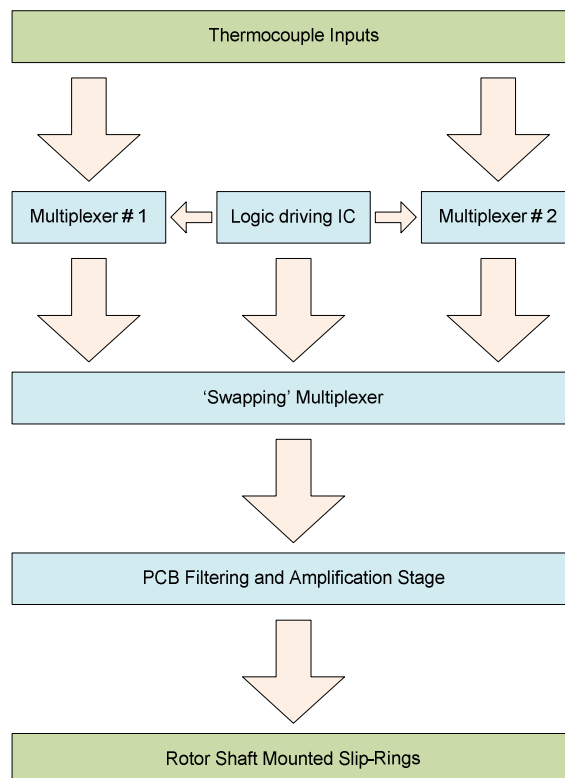 Thermocouple Inputs
Multiplexer # 1
Logic driving IC
Multiplexer # 2
‘Swapping’ Multiplexer
PCB Filtering and Amplification Stage
Rotor Shaft Mounted Slip-Rings